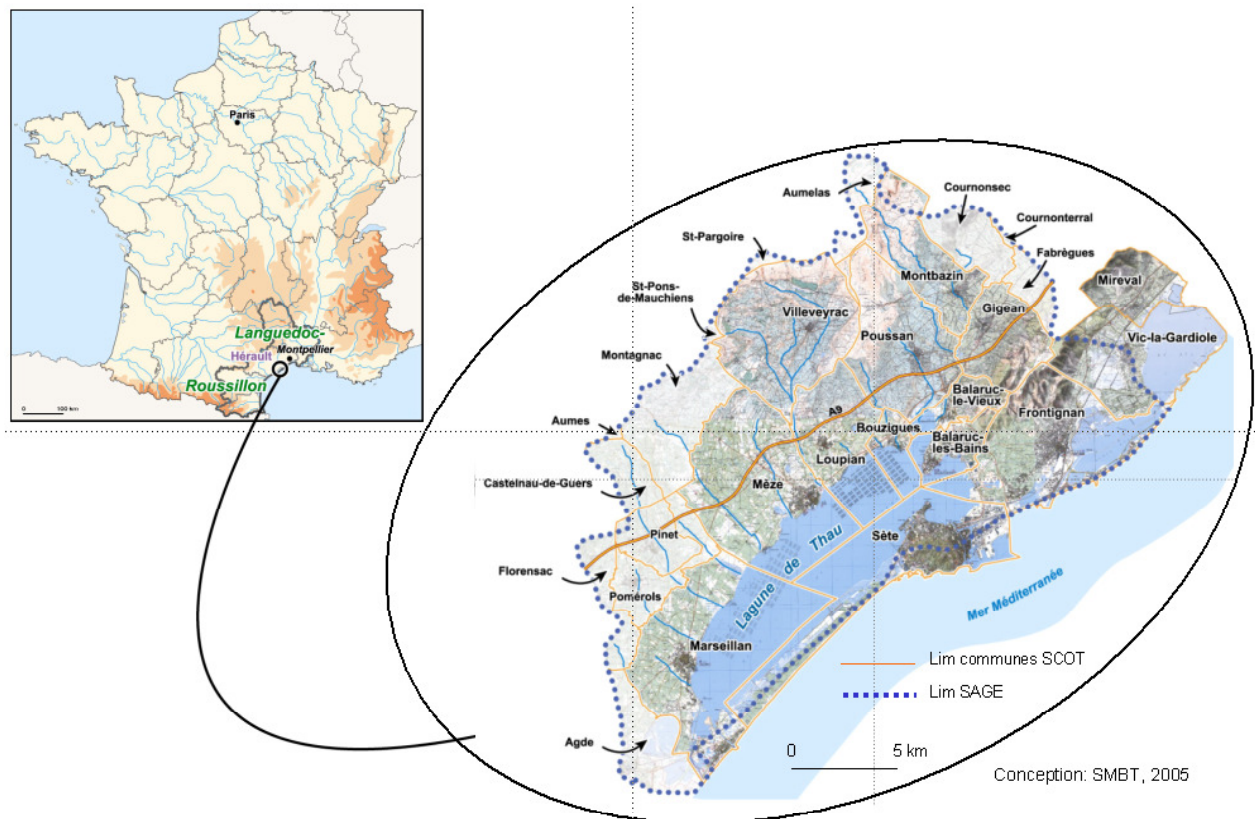 Paris
Languedoc-
Hérault
Montpellier
Roussillon
0 100 km
Aumelas
Cournonsec
Cournonterral
St-Pargoire
Fabrègues
Montbazin
Mireval
St-Pons-
de-Mauchiens
Villeveyrac
Gigean
Poussan
Vic-la-Gardiole
Montagnac
Balaruc-
le-Vieux
A9
Frontignan
Aumes
Bouzigues
Balaruc-
les-Bains
Loupian
Castelnau-de-Guers
Mèze
Pinet
Sète
Lagune de Thau
Florensac
Pomérols
Mer Méditerranée
Marseillan
Lim communes SCOT
Lim SAGE
Agde
0 5 km
Conception: SMBT, 2005